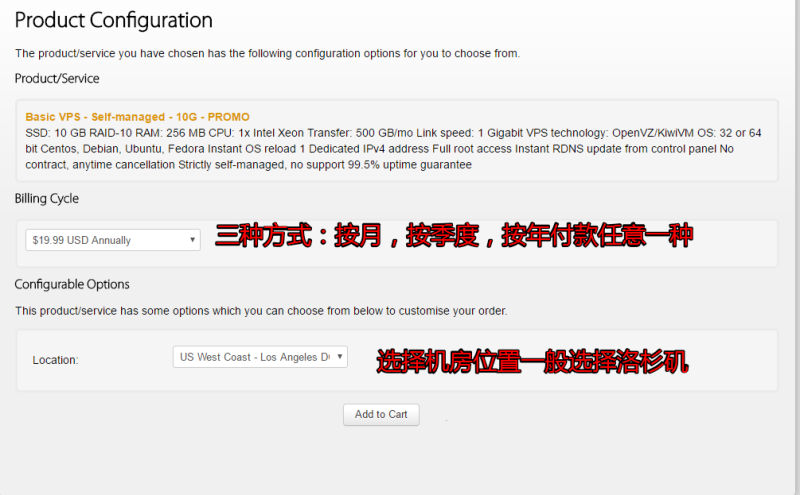 Product Configuration
The product/service you have chosen has the following configuration options for you to choose from.
Product/Service
Basic VPS - Self-managed - 10G - PROMO
SSD: 10 GB RAID-10 RAM: 256 MB CPU: 1x Intel Xeon Transfer: 500 GB/mo Link speed: 1 Gigabit VPS technology: OpenVZ/KiwiVM OS: 32 or 64
bit Centos, Debian, Ubuntu, Fedora Instant OS reload 1 Dedicated IPv4 address Full root access Instant RDNS update from control panel No
contract, anytime cancellation Strictly self-managed, no support 99.5% uptime guarantee
Billing Cycle
$19.99 USD Annually
三种方式：按月，按季度，按年付款任意一种
Configurable Options
This product/service has some options which you can choose from below to customise your order.
Location:
US West Coast - Los Angeles
选择机房位置一般选择洛杉矶
Add to Cart